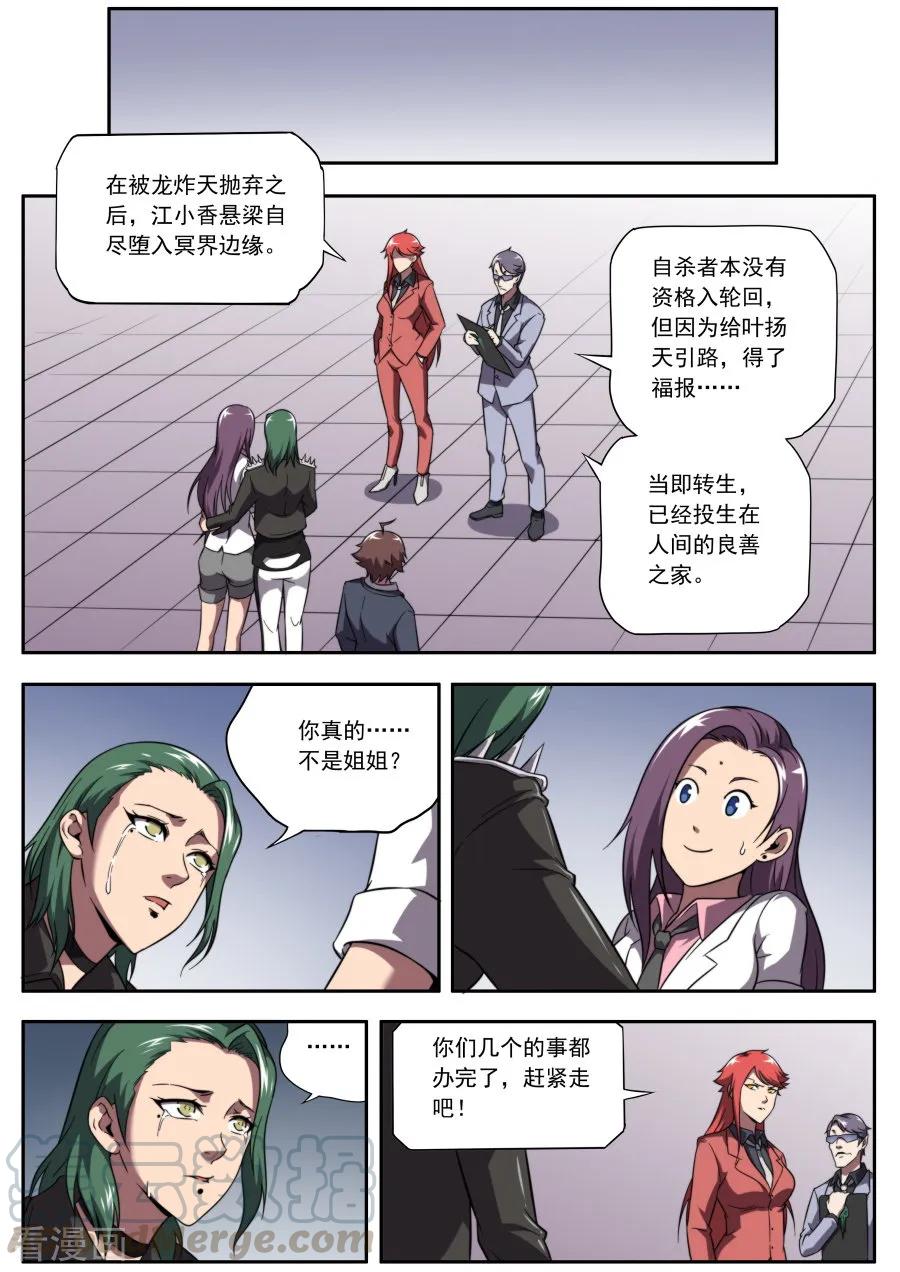 在被龙炸天抛弃之
后，江小香悬梁自
尽堕入冥界边缘。
自杀者本没有
资格入轮回，
但因为给叶扬
天引路，得了
福报……
当即转生，
已经投生在
人间的良善
之家。
你真的……
不是姐姐？
……
你们几个的事都
办完了，赶紧走
吧！
集云数据
看漫画